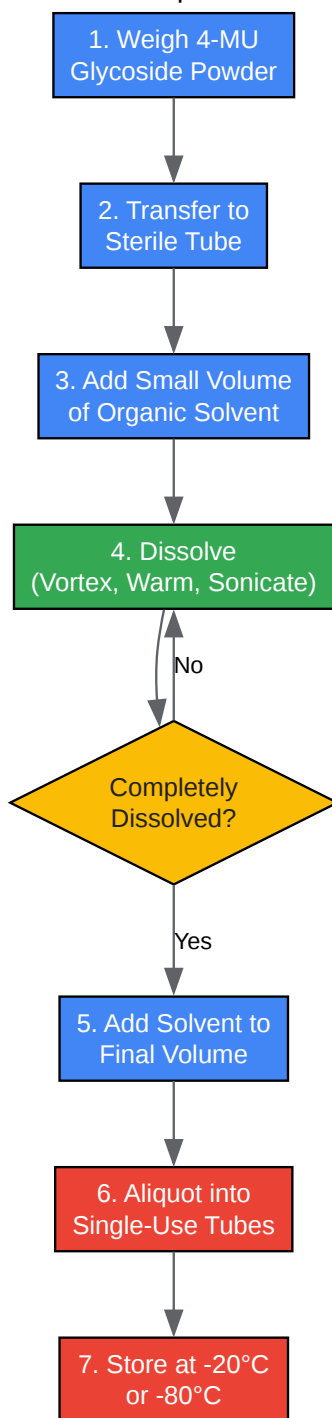 1. Weigh 4-MU
Glycoside Powder
2. Transfer to
Sterile Tube
3. Add Small Volume
of Organic Solvent
4. Dissolve
(Vortex, Warm, Sonicate)
No
Completely
Dissolved?
Yes
5. Add Solvent to
Final Volume
6. Aliquot into
Single-Use Tubes
7. Store at -20°C
or -80°C